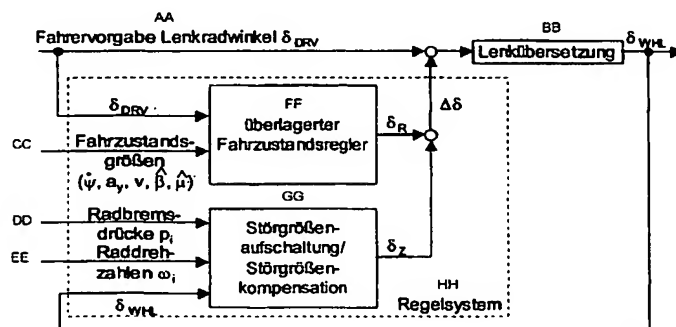 AA
Fahrervorgabe Lenkradwinkel δ_DRV
BB
Lenkübersetzung
δ_WHL
δ_DRV
FF
überlagerter
Fahrzustandsregler
δ_R
Δδ
CC
Fahrzustands-
größen
(ψ̇, a_y, v, β̂, μ̂)
GG
DD
Radbrems-
drücke p_i
EE
Raddreh-
zahlen ω_i
Störgrößen-
aufschaltung/
Störgrößen-
kompensation
δ_Z
δ_WHL
HH
Regelsystem